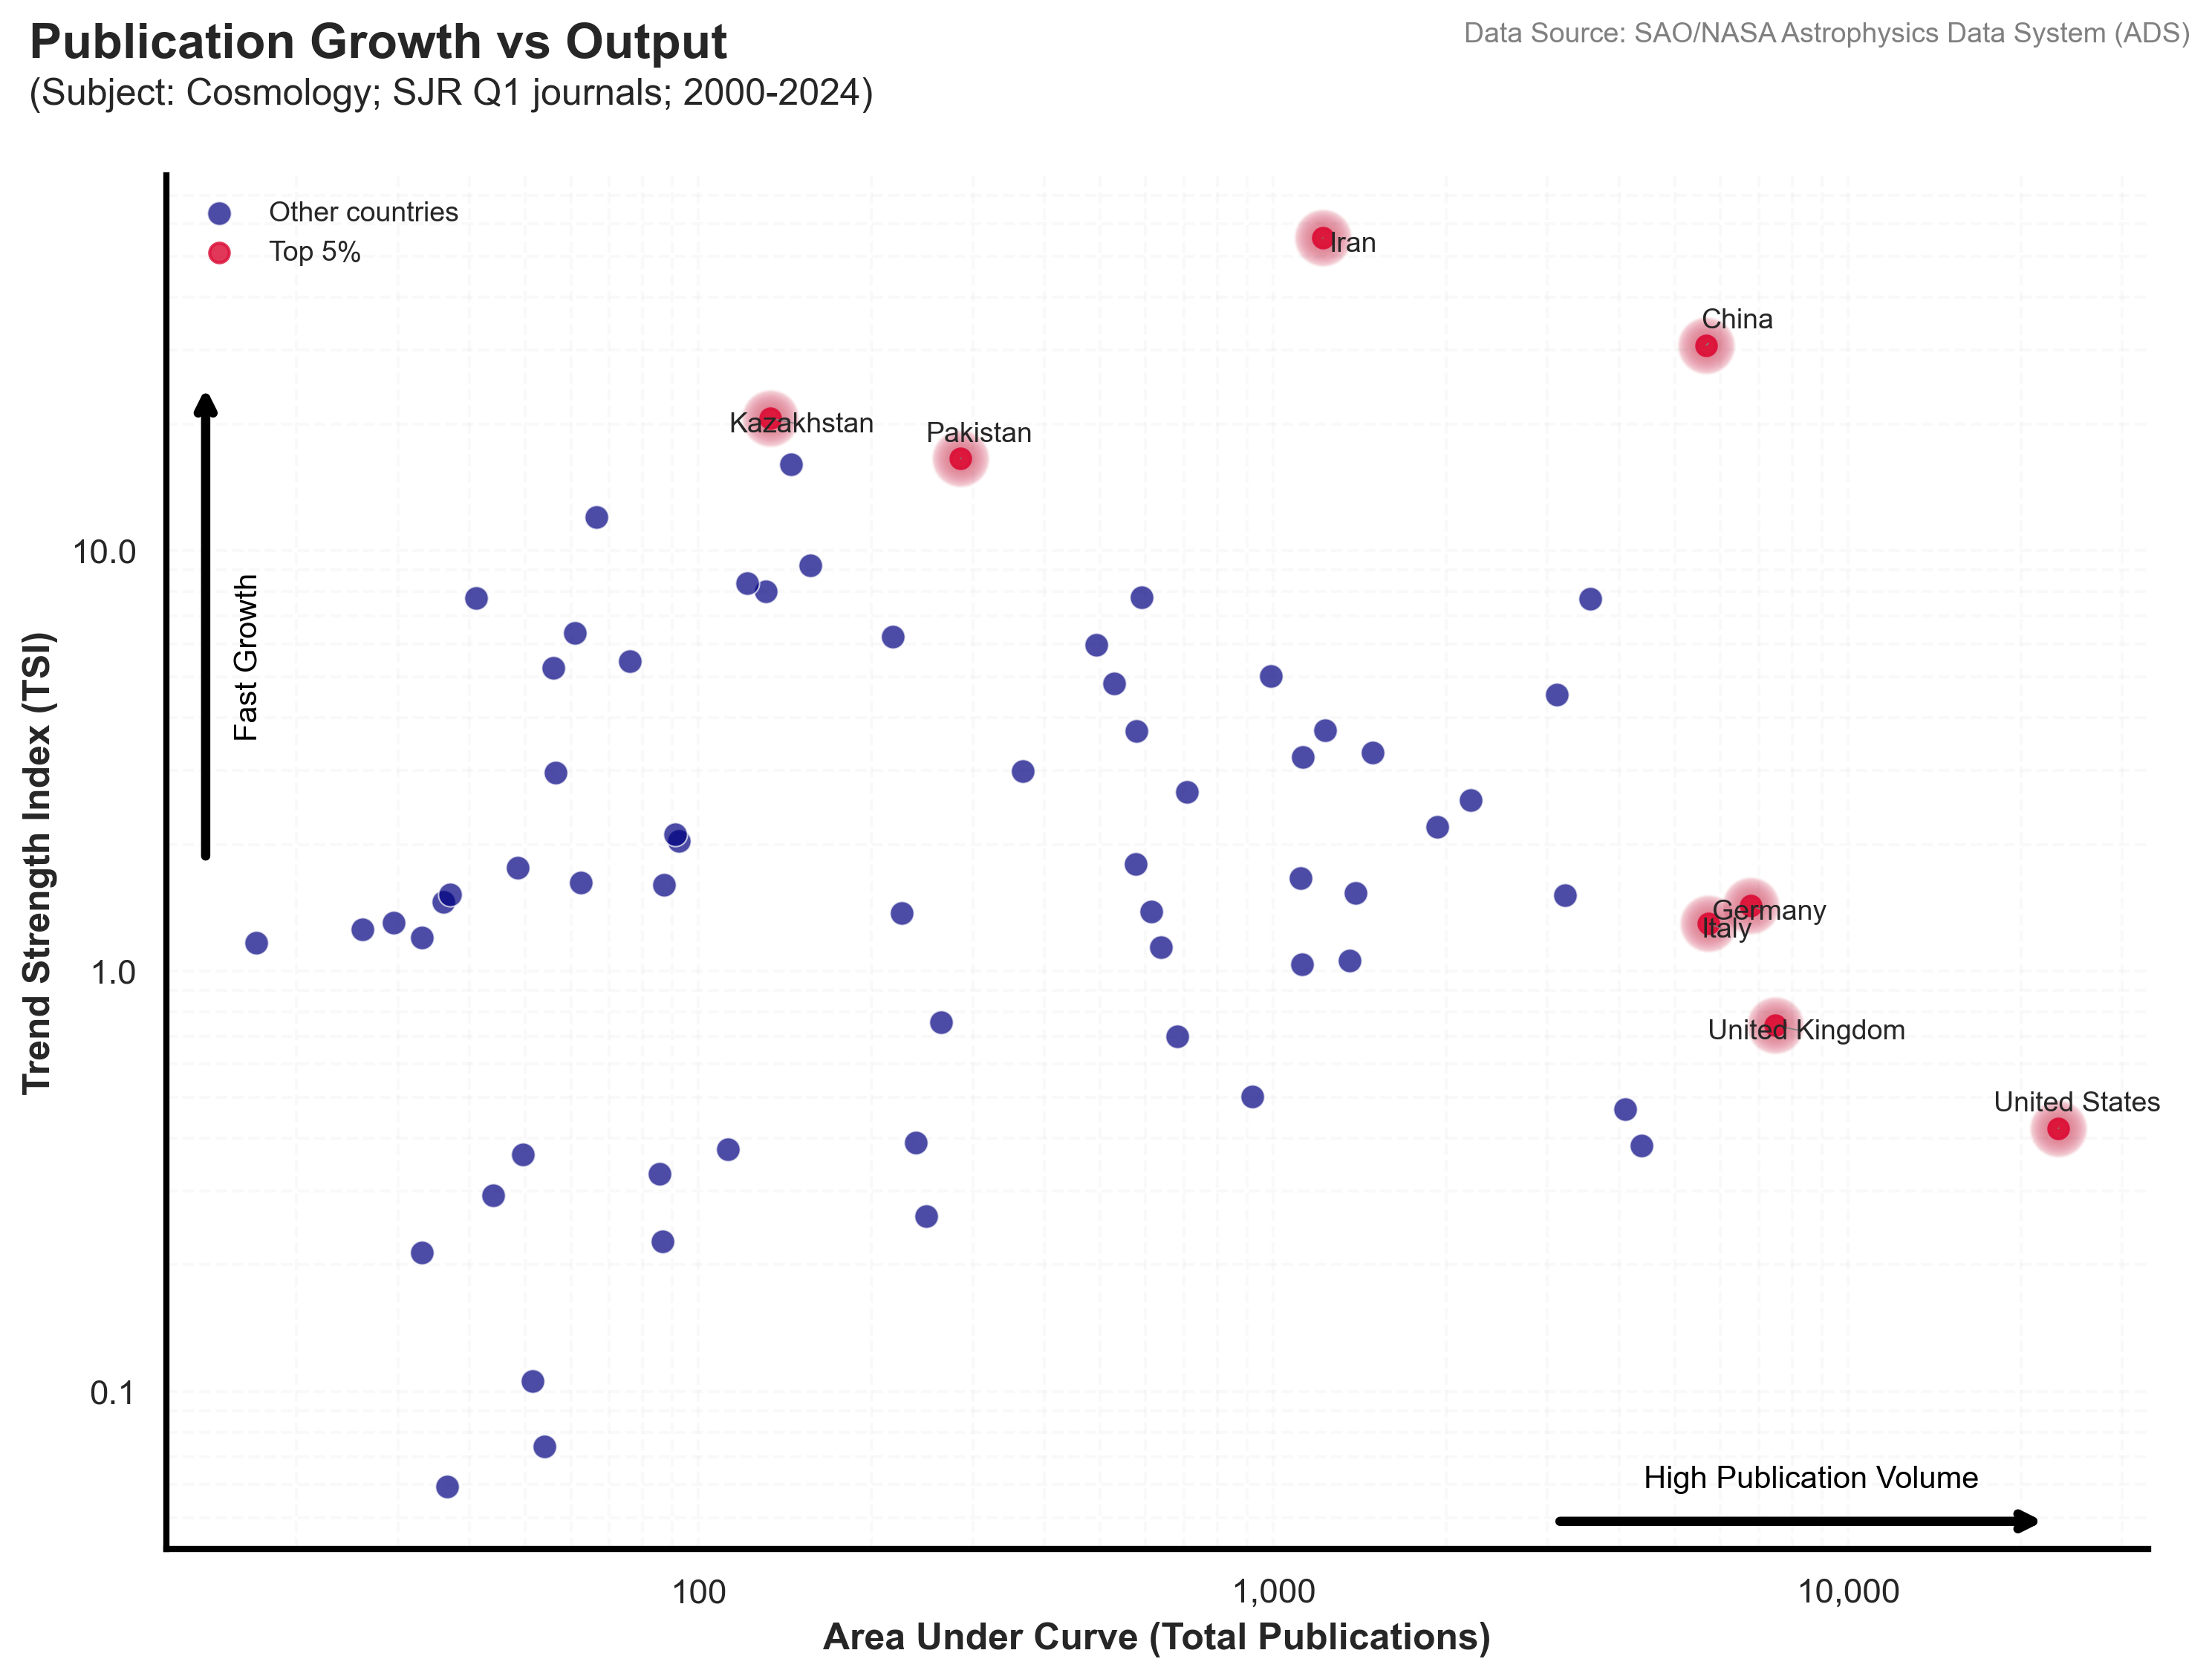 Publication Growth vs Output
(Subject: Cosmology; SJR Q1 journals; 2000-2024)
Data Source: SAO/NASA Astrophysics Data System (ADS)
Other countries
Top 5%
Iran
China
Kazakhstan
Pakistan
Germany
Italy
United Kingdom
United States
Fast Growth
High Publication Volume
Trend Strength Index (TSI)
10.0
1.0
0.1
100
1,000
10,000
Area Under Curve (Total Publications)